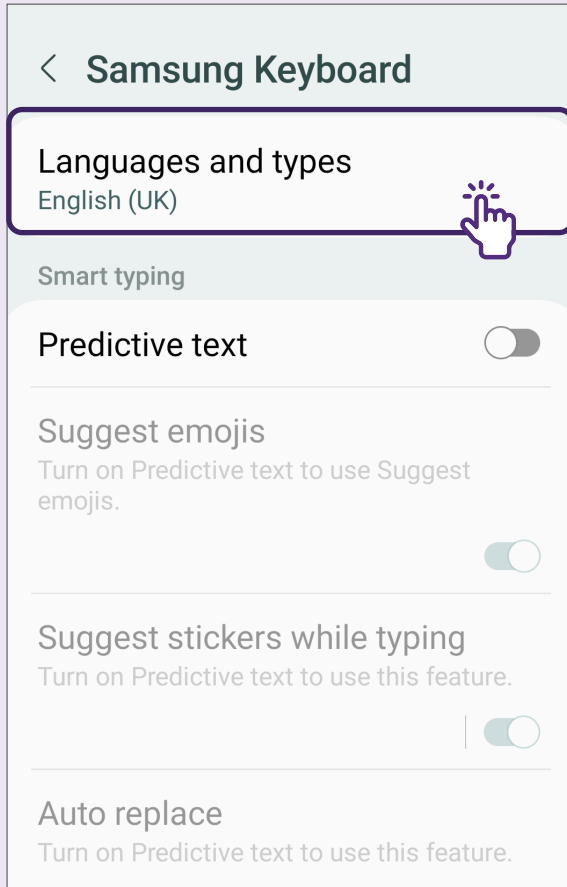 Samsung Keyboard
Languages and types
English (UK)
Smart typing
Predictive text
Suggest emojis
Turn on Predictive text to use Suggest
emojis.
Suggest stickers while typing
Turn on Predictive text to use this feature.
Auto replace
Turn on Predictive text to use this feature.